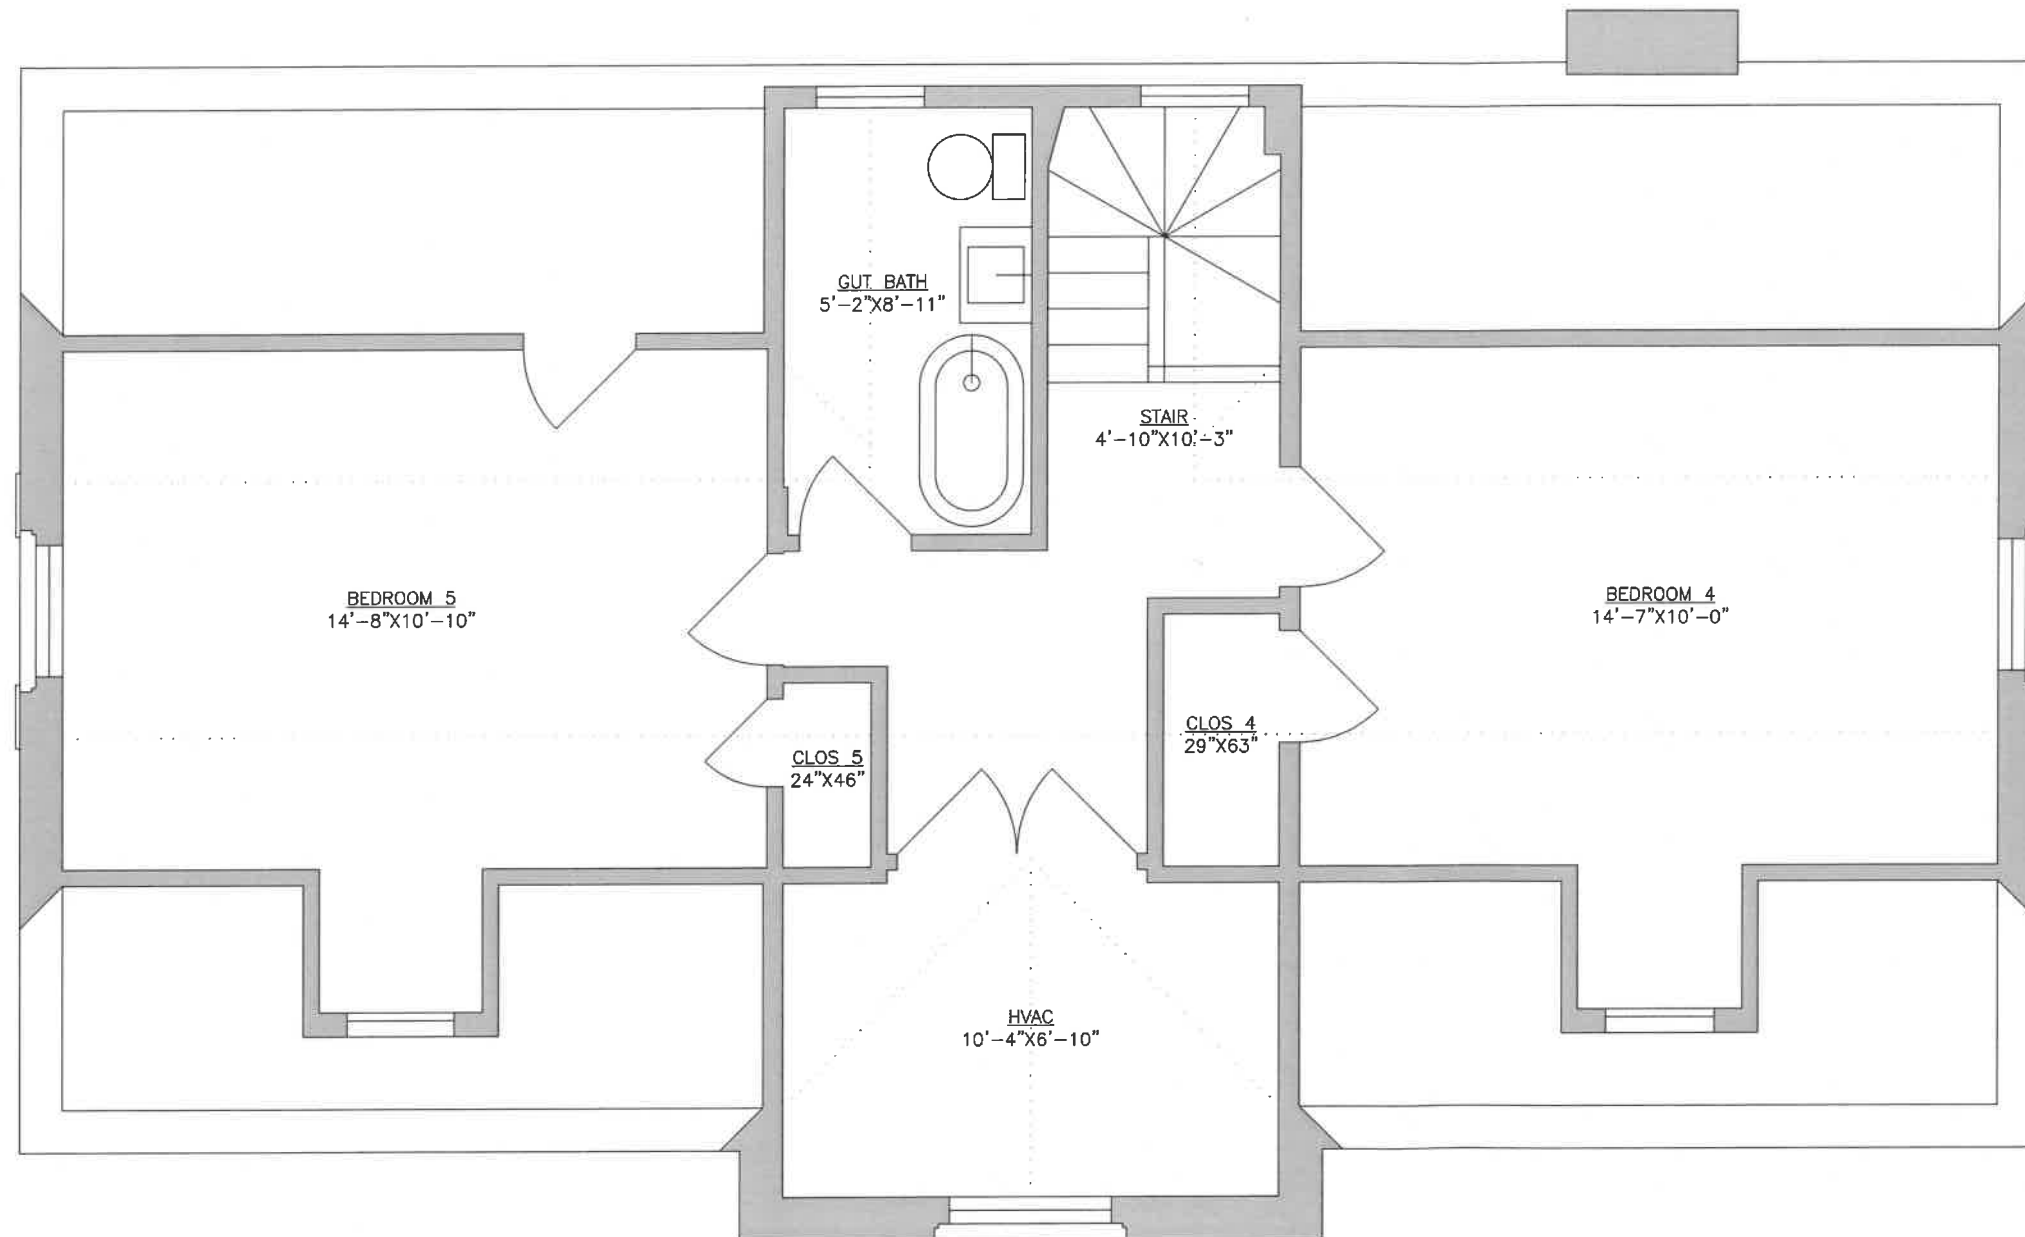 GUT. BATH
5'-2"X8'-11"
STAIR
4'-10"X10'-3"
BEDROOM 5
14'-8"X10'-10"
BEDROOM 4
14'-7"X10'-0"
CLOS 4
29"X63"
CLOS 5
24"X46"
HVAC
10'-4"X6'-10"